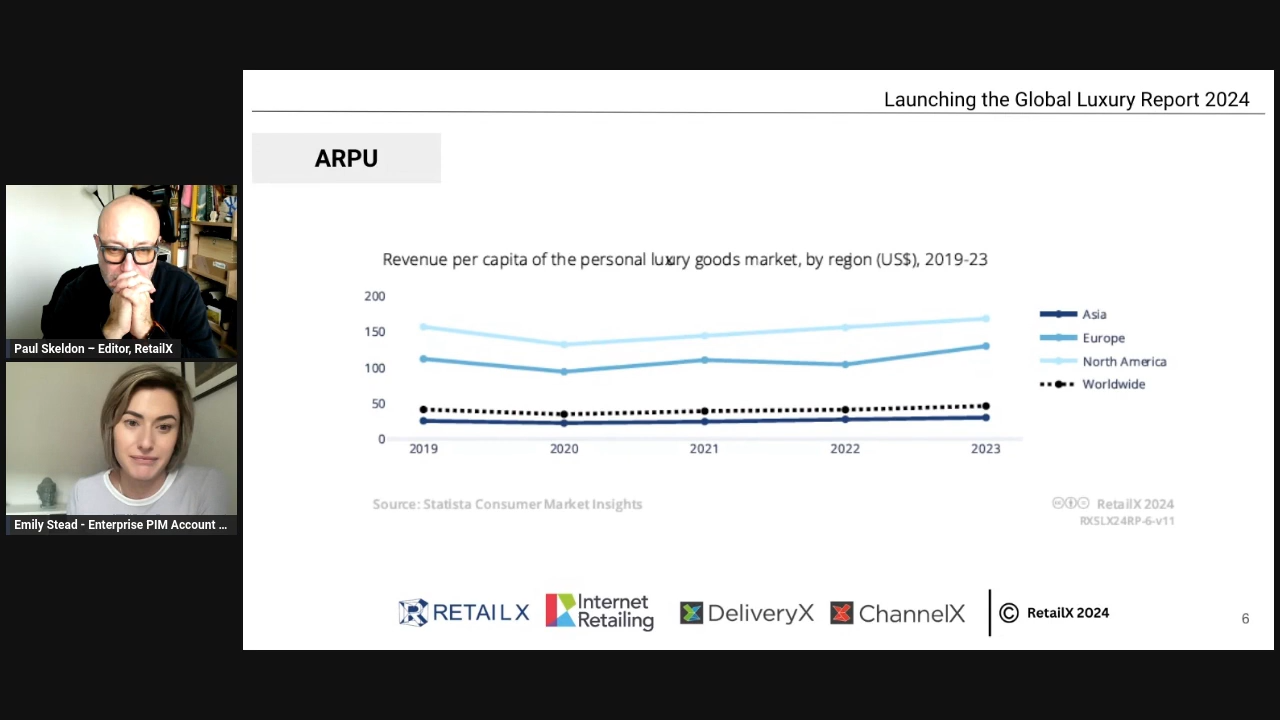 Launching the Global Luxury Report 2024
ARPU
Revenue per capita of the personal luxury goods market, by region (US$), 2019-23
200
150
100
50
0
2019 2020 2021 2022 2023
Asia
Europe
North America
Worldwide
Source: Statista Consumer Market Insights
RetailX 2024
RXSLX24RP-6-v11
Paul Skeldon – Editor, RetailX
Emily Stead - Enterprise PIM Account ...
RETAIL X
Internet
Retailing
DeliveryX
ChannelX
© RetailX 2024
6